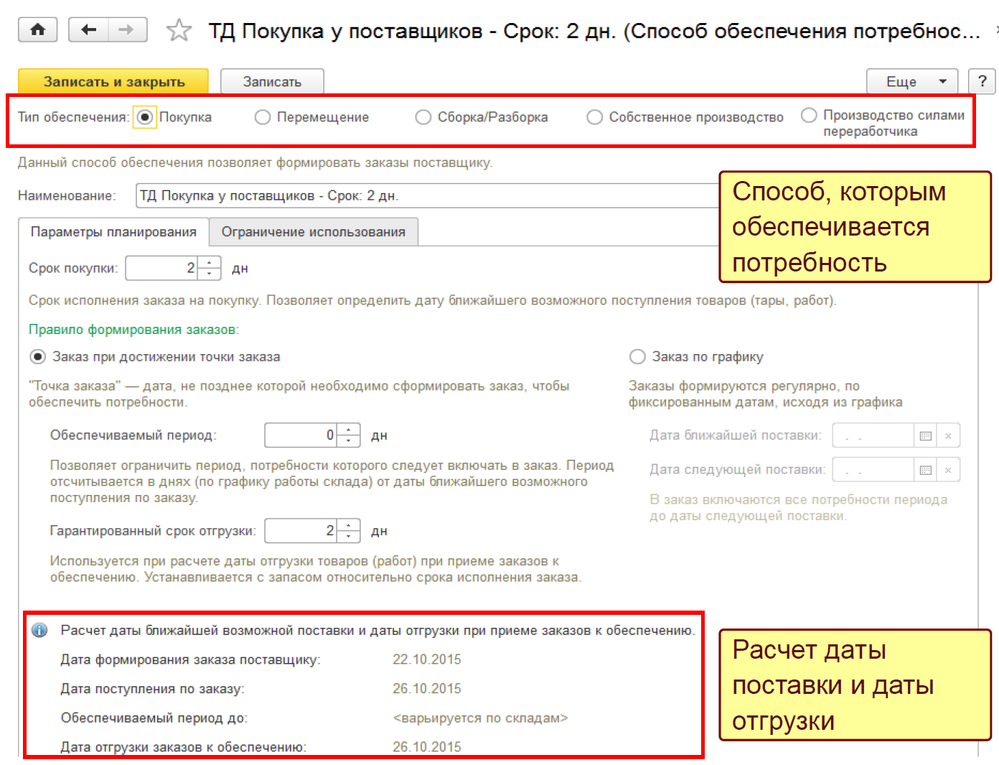 ТД Покупка у поставщиков - Срок: 2 дн. (Способ обеспечения потребнос...
Записать и закрыть
Записать
Еще
?
Тип обеспечения:
Покупка
Перемещение
Сборка/Разборка
Собственное производство
Производство силами
переработчика
Данный способ обеспечения позволяет формировать заказы поставщику.
Наименование:
ТД Покупка у поставщиков - Срок: 2 дн.
Способ, которым
обеспечивается
потребность
Параметры планирования
Ограничение использования
Срок покупки:
2
дн
Срок исполнения заказа на покупку. Позволяет определить дату ближайшего возможного поступления товаров (тары, работ).
Правило формирования заказов:
Заказ при достижении точки заказа
"Точка заказа" — дата, не позднее которой необходимо сформировать заказ, чтобы
обеспечить потребности.
Обеспечиваемый период:
0
дн
Позволяет ограничить период, потребности которого следует включать в заказ. Период
отсчитывается в днях (по графику работы склада) от даты ближайшего возможного
поступления по заказу.
Гарантированный срок отгрузки:
2
дн
Используется при расчете даты отгрузки товаров (работ) при приеме заказов к
обеспечению. Устанавливается с запасом относительно срока исполнения заказа.
Заказ по графику
Заказы формируются регулярно, по
фиксированным датам, исходя из графика
Дата ближайшей поставки:
. .
Дата следующей поставки:
. .
В заказ включаются все потребности периода
до даты следующей поставки.
Расчет даты ближайшей возможной поставки и даты отгрузки при приеме заказов к обеспечению.
Дата формирования заказа поставщику: 22.10.2015
Дата поступления по заказу: 26.10.2015
Обеспечиваемый период до: <варьируется по складам>
Дата отгрузки заказов к обеспечению: 26.10.2015
Расчет даты
поставки и даты
отгрузки